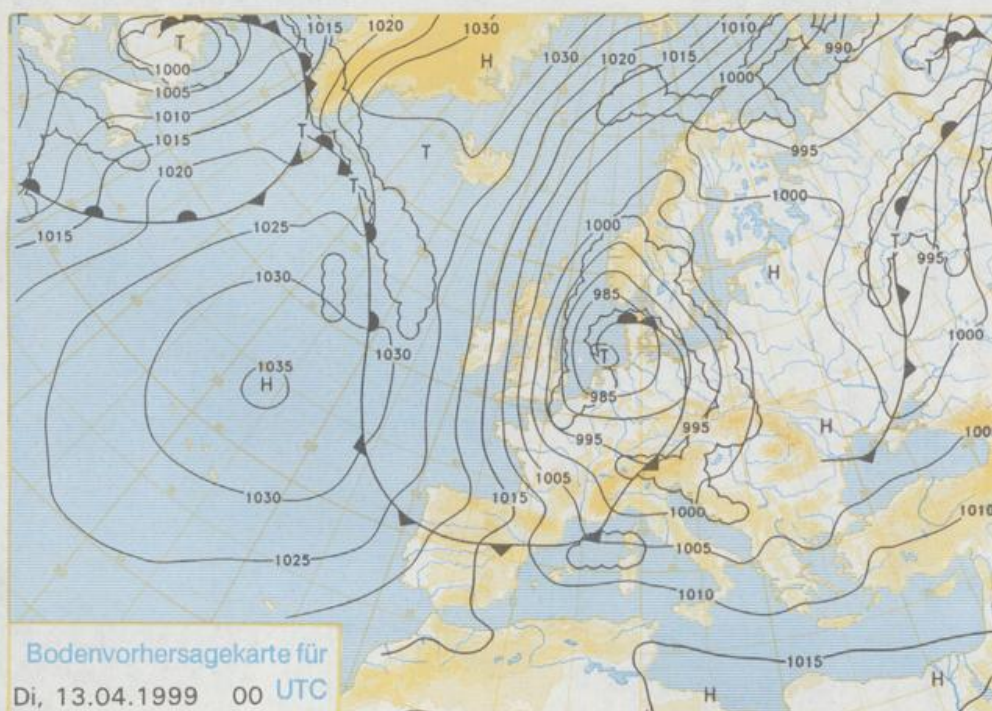 1015 1020 1030 1010 990
T 1030 1015
1000 H 1020 1000 T
1005
1010
1015 T T 995
1020 T
T 1000
1015 1025 1000 T 995
1030 H
985
1030 T 1000
1035
H 985
995 995 H 1000
1030 1005 1015 1010
1000
1025 1005
1010
1015
H H
Bodenvorhersagekarte für
Di, 13.04.1999 00 UTC